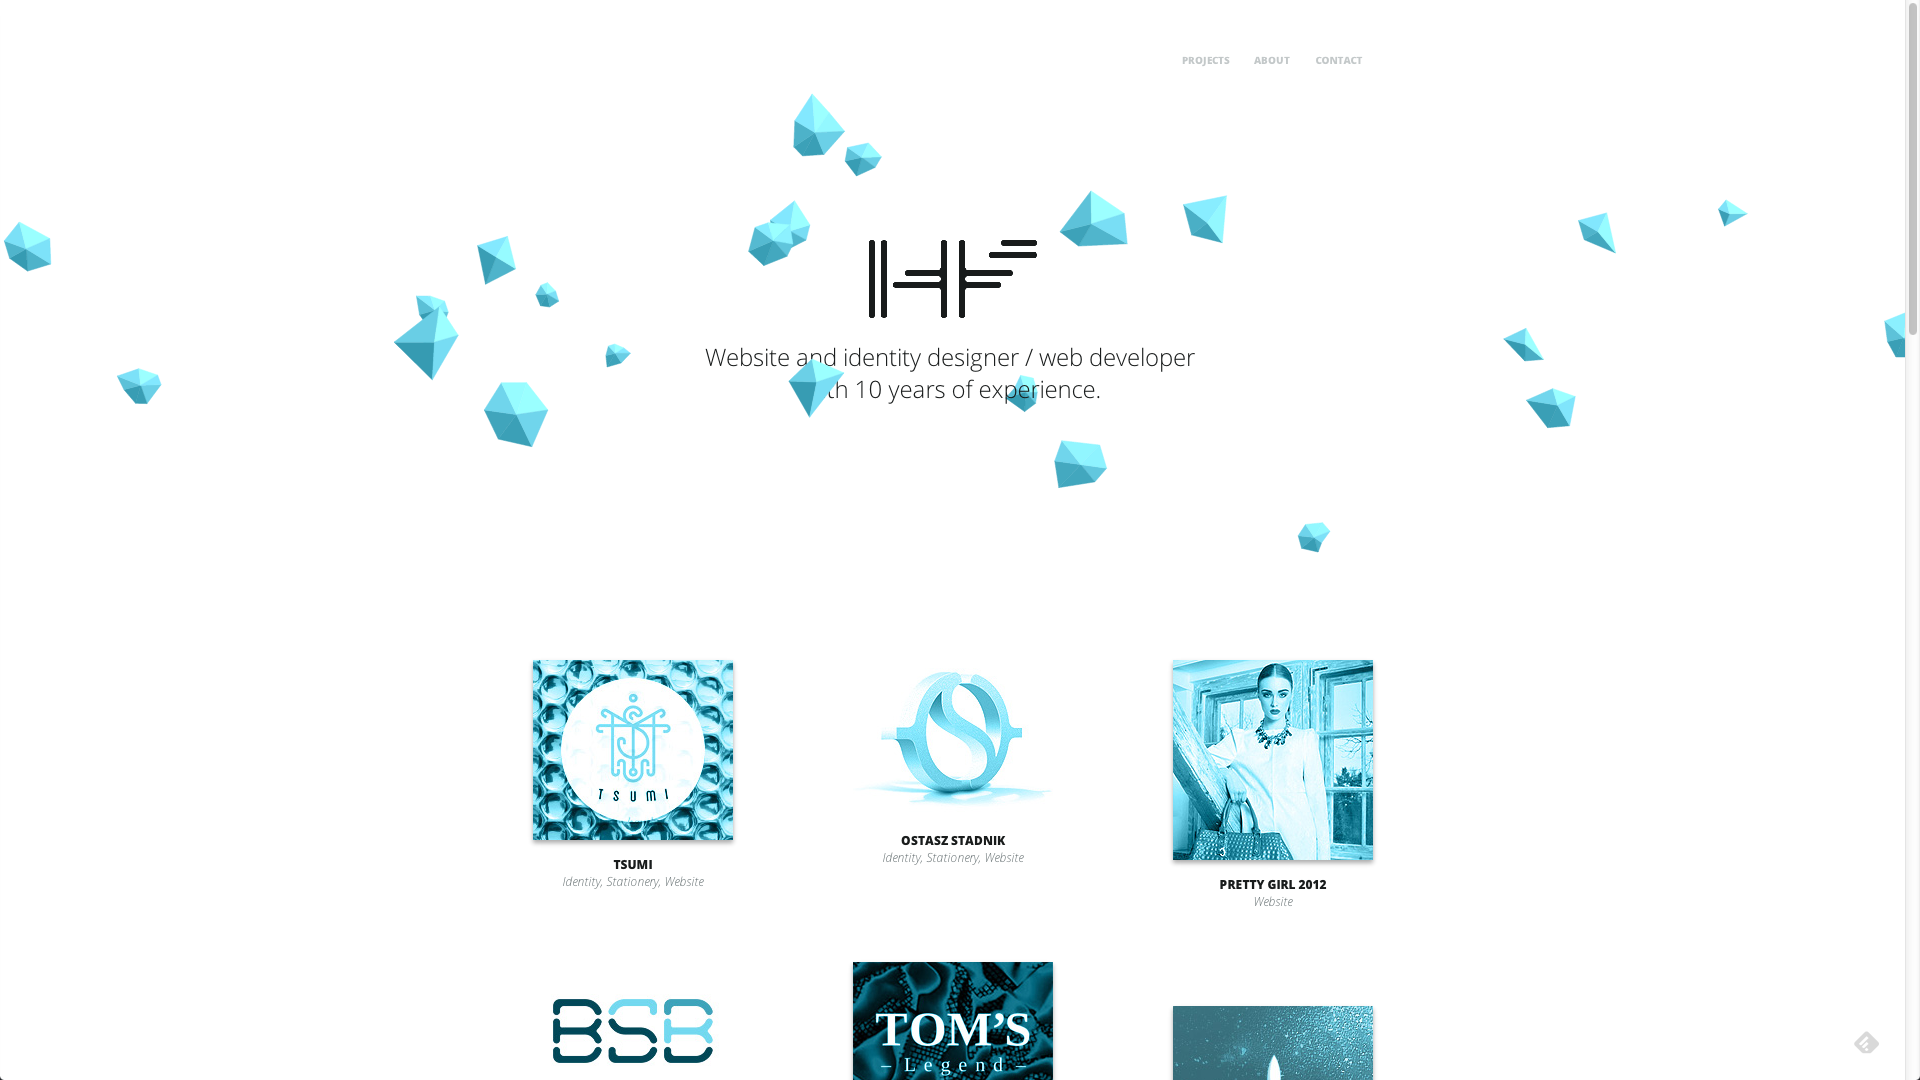 PROJECTS ABOUT CONTACT
Website and identity designer / web developer
th 10 years of experience.
TSUMI
TSUMI
Identity, Stationery, Website
OSTASZ STADNIK
Identity, Stationery, Website
PRETTY GIRL 2012
Website
BSB
TOM'S
– Legend –